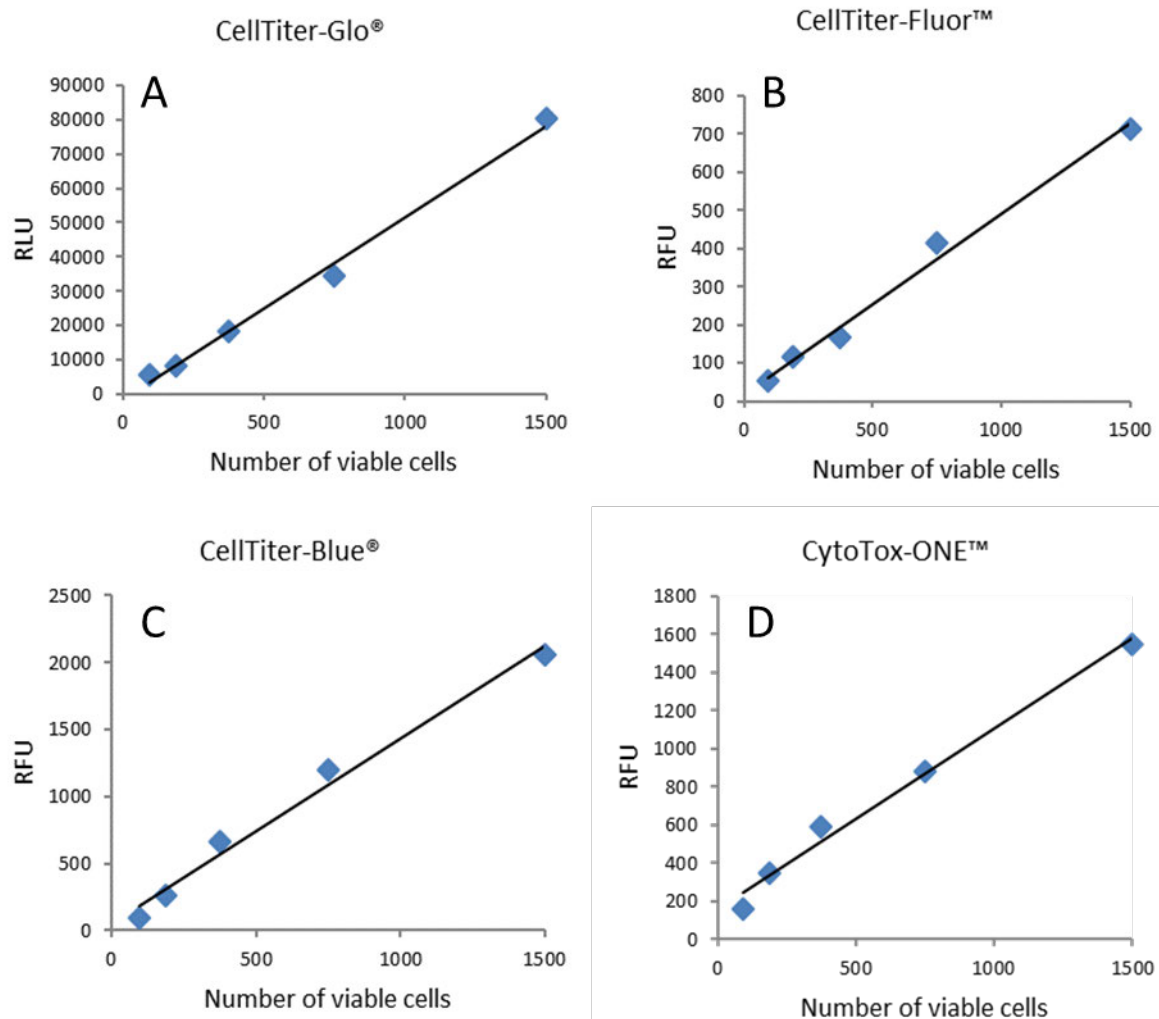 CellTiter-Glo®
A
90000
80000
70000
60000
50000
40000
30000
20000
10000
0
RLU
0 500 1000 1500
Number of viable cells
CellTiter-Fluor™
B
800
700
600
500
400
300
200
100
0
RFU
0 500 1000 1500
Number of viable cells
CellTiter-Blue®
C
2500
2000
1500
1000
500
0
RFU
0 500 1000 1500
Number of viable cells
CytoTox-ONE™
D
1800
1600
1400
1200
1000
800
600
400
200
0
RFU
0 500 1000 1500
Number of viable cells